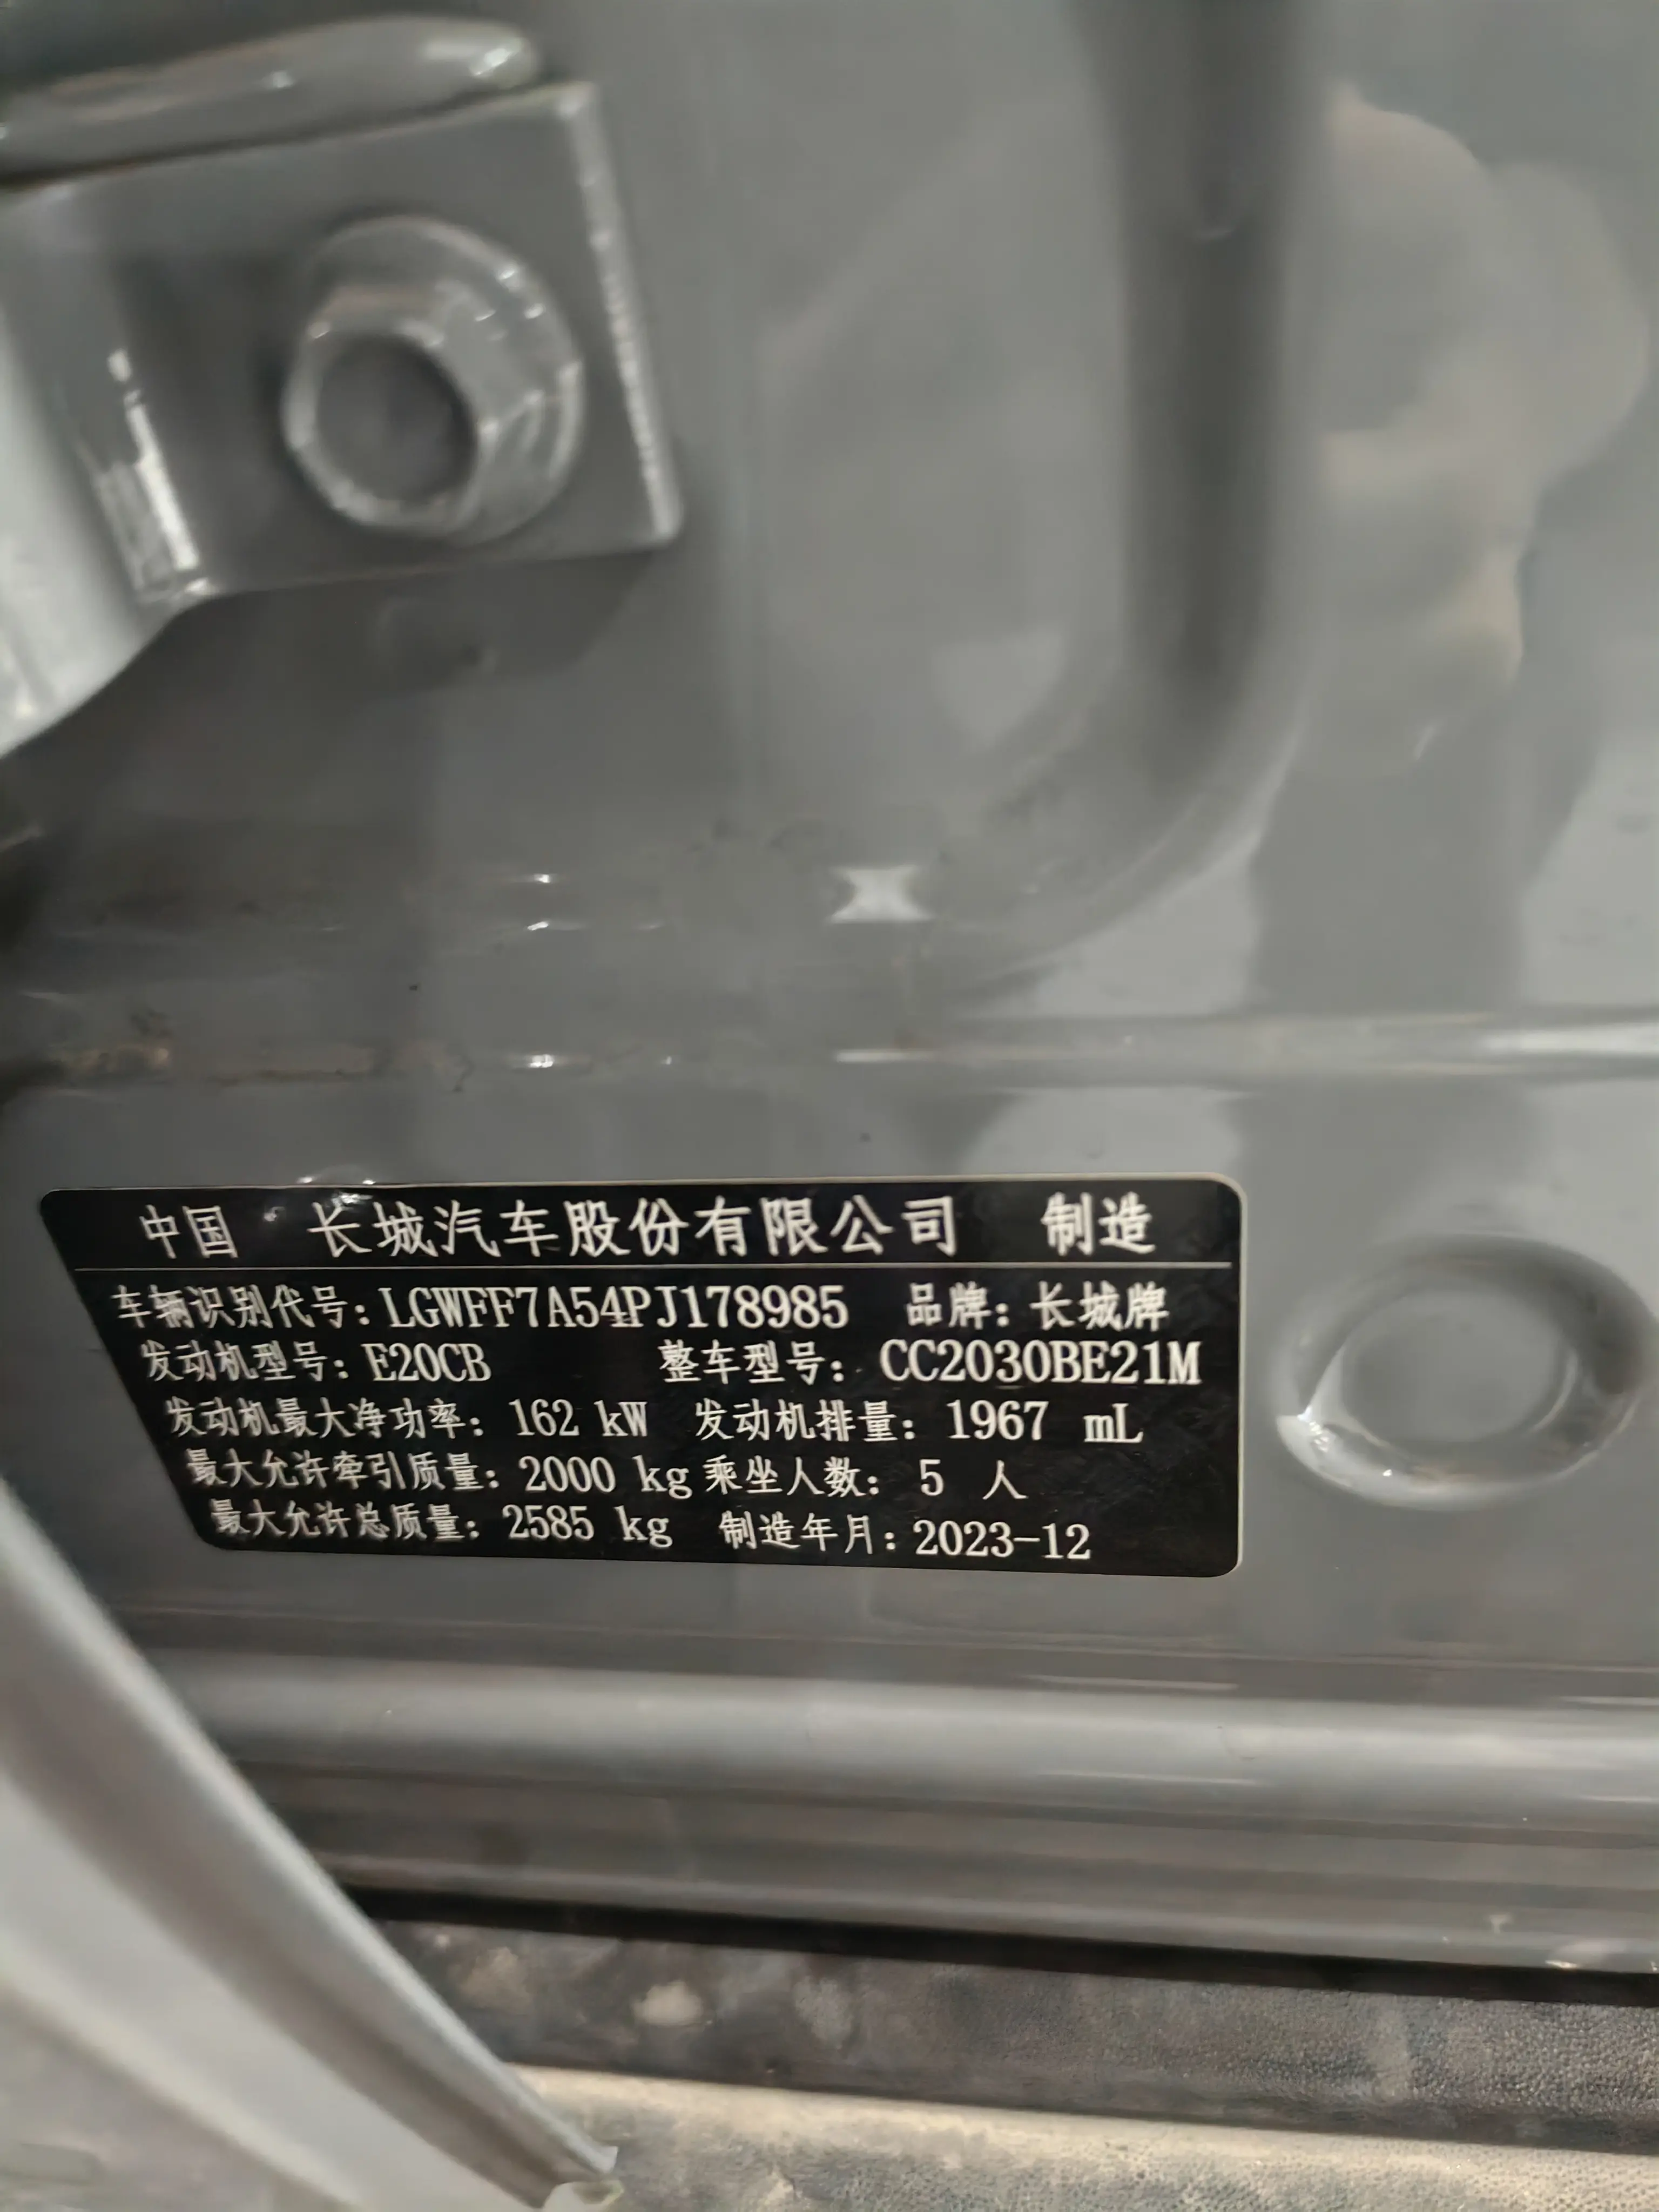 中国 长城汽车股份有限公司 制造
车辆识别代号：LGWFF7A54PJ178985 品牌：长城牌
发动机型号：E20CB 整车型号：CC2030BE21M
发动机最大净功率：162 kW 发动机排量：1967 mL
最大允许牵引质量：2000 kg 乘坐人数：5 人
最大允许总质量：2585 kg 制造年月：2023-12